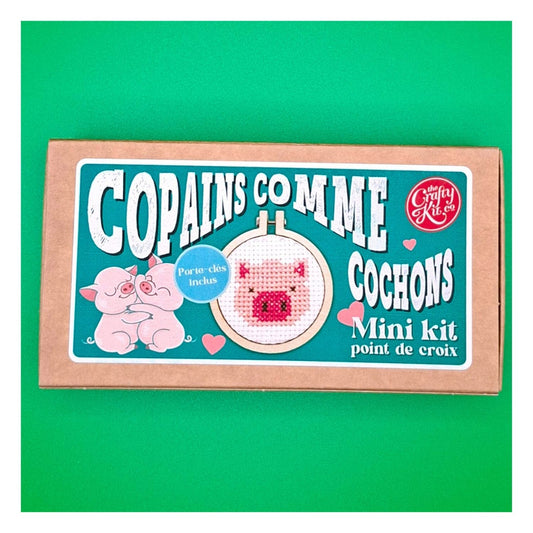 COPAINS COMME
COCHONS
the
Crafty
Kit co
Porte-clés
inclus
Mini kit
point de croix